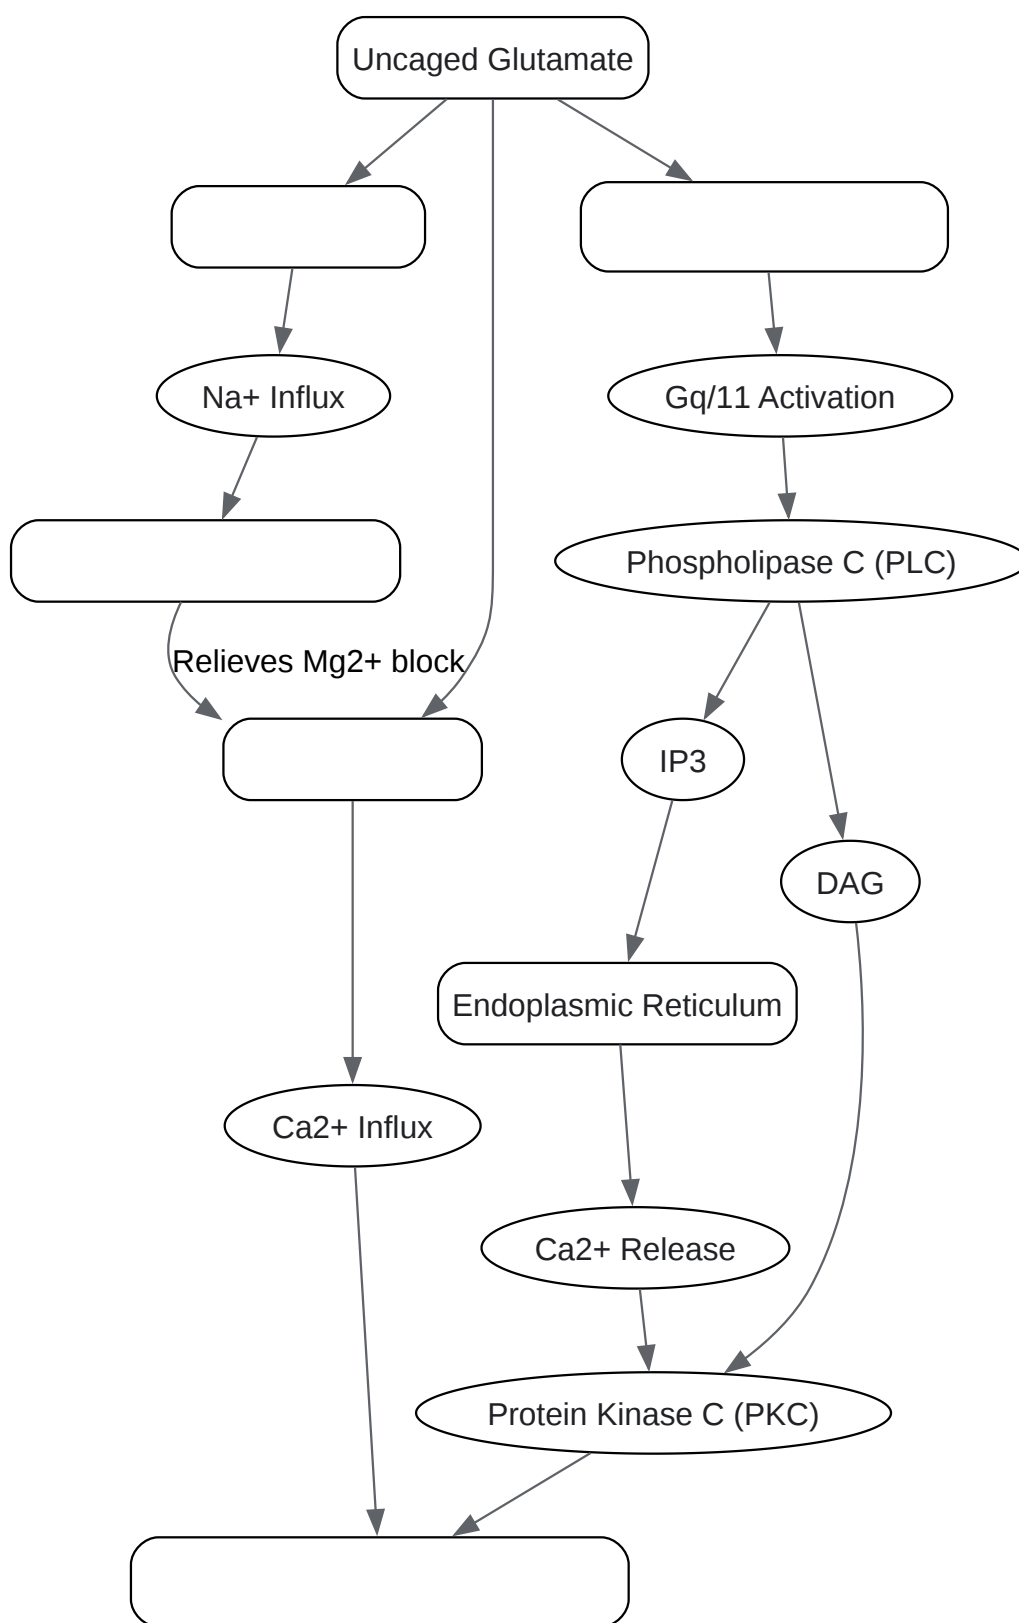 Uncaged Glutamate
Na+ Influx
Gq/11 Activation
Phospholipase C (PLC)
Relieves Mg2+ block
IP3
DAG
Endoplasmic Reticulum
Ca2+ Influx
Ca2+ Release
Protein Kinase C (PKC)